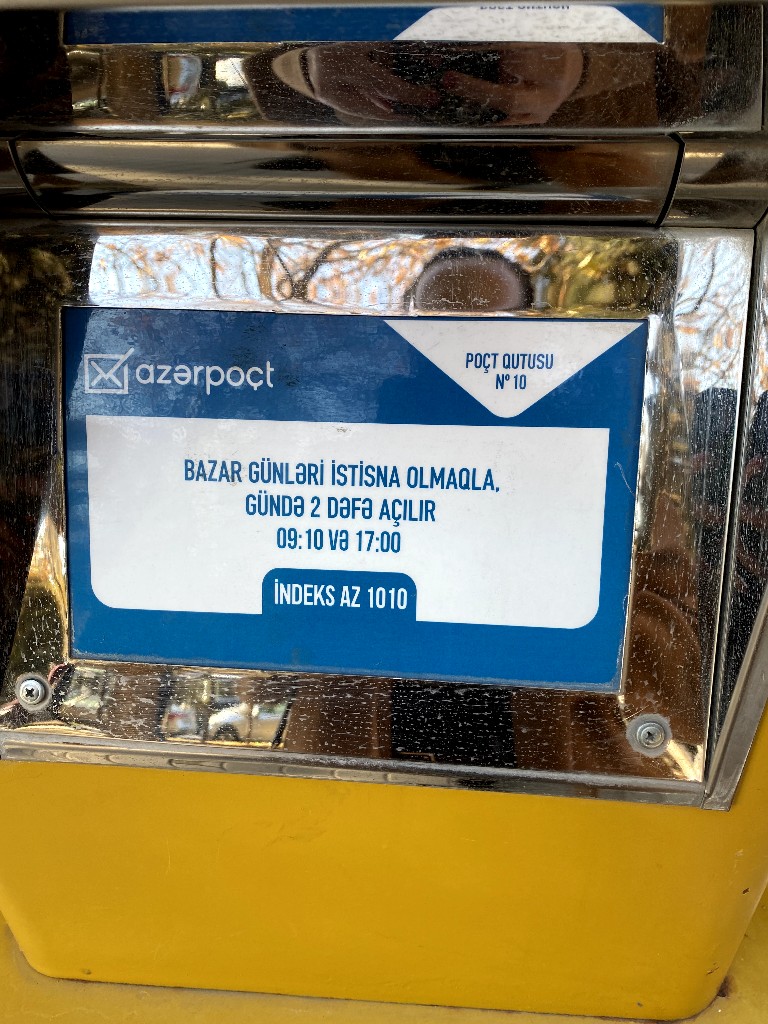 azərpoçt
POÇT QUTUSU
Nº 10
BAZAR GÜNLƏRİ İSTİSNA OLMAQLA,
GÜNDƏ 2 DƏFƏ AÇILIR
09:10 VƏ 17:00
İNDEKS AZ 1010